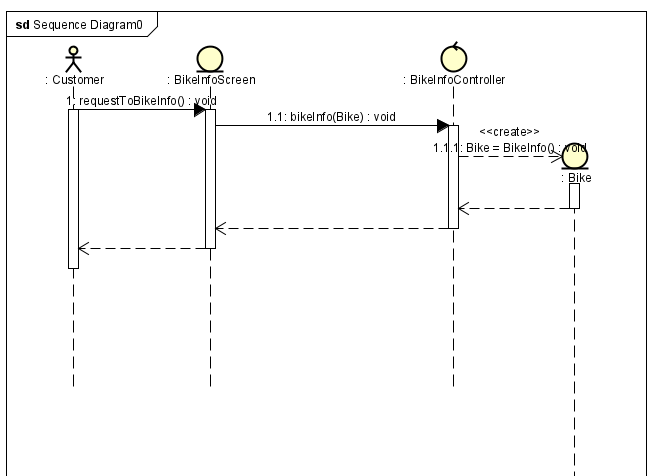 sd Sequence Diagram0
: Customer
: BikeInfoScreen
: BikeInfoController
1: requestToBikeInfo() : void
1.1: bikeInfo(Bike) : void
<<create>>
1.1.1: Bike = BikeInfo() : void
: Bike